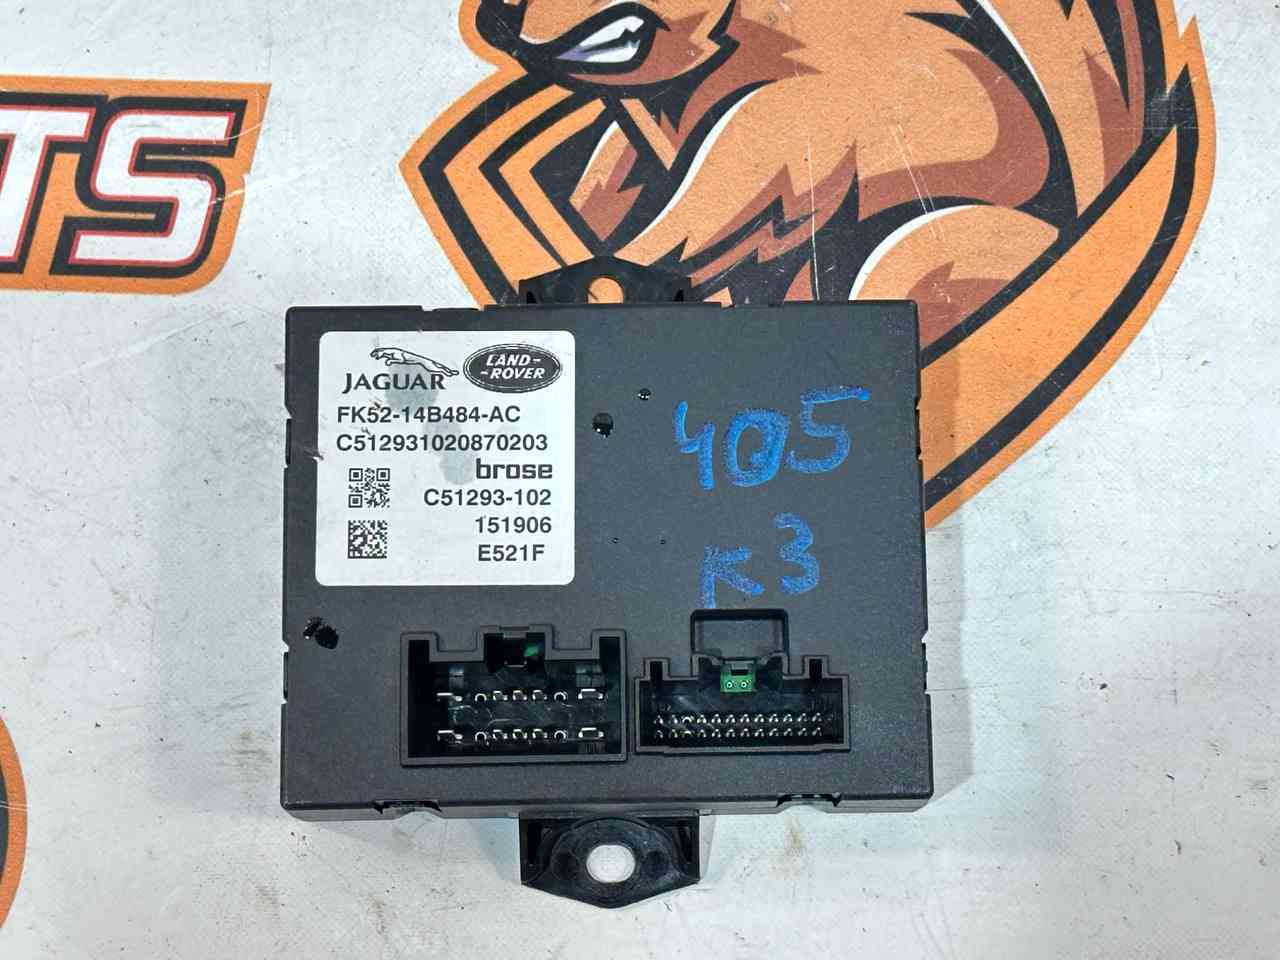 TS
JAGUAR
LAND-
-ROVER
FK52-14B484-AC
C512931020870203
brose
C51293-102
151906
E521F
405
K3